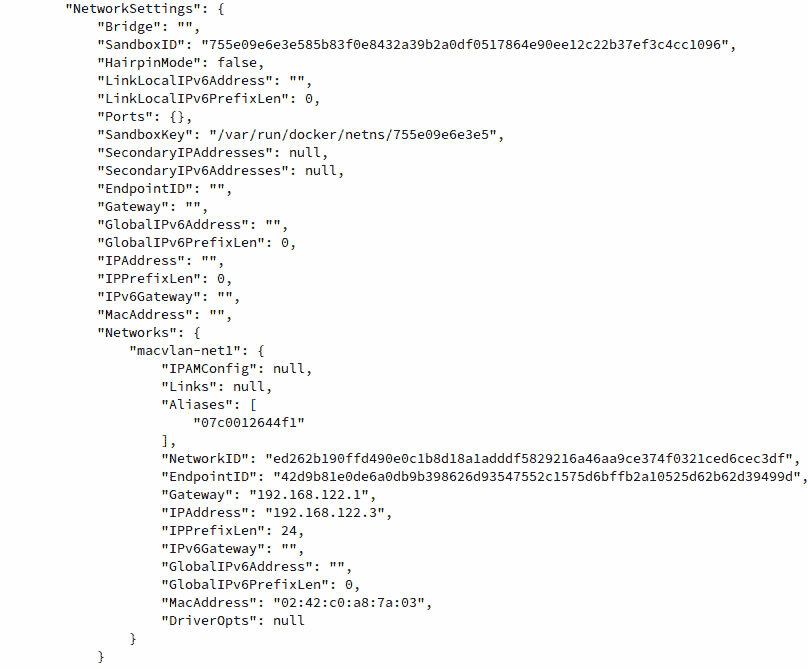 "NetworkSettings": {
"Bridge": "",
"SandboxID": "755e09e6e3e585b83f0e8432a39b2a0df0517864e90ee12c22b37ef3c4cc1096",
"HairpinMode": false,
"LinkLocalIPv6Address": "",
"LinkLocalIPv6PrefixLen": 0,
"Ports": {},
"SandboxKey": "/var/run/docker/netns/755e09e6e3e5",
"SecondaryIPAddresses": null,
"SecondaryIPv6Addresses": null,
"EndpointID": "",
"Gateway": "",
"GlobalIPv6Address": "",
"GlobalIPv6PrefixLen": 0,
"IPAddress": "",
"IPPrefixLen": 0,
"IPv6Gateway": "",
"MacAddress": "",
"Networks": {
"macvlan-net1": {
"IPAMConfig": null,
"Links": null,
"Aliases": [
"07c0012644f1"
],
"NetworkID": "ed262b190ffd490e0c1b8d18a1adddf5829216a46aa9ce374f0321ced6cec3df",
"EndpointID": "42d9b81e0de6a0db9b398626d93547552c1575d6bffb2a10525d62b62d39499d",
"Gateway": "192.168.122.1",
"IPAddress": "192.168.122.3",
"IPPrefixLen": 24,
"IPv6Gateway": "",
"GlobalIPv6Address": "",
"GlobalIPv6PrefixLen": 0,
"MacAddress": "02:42:c0:a8:7a:03",
"DriverOpts": null
}
}